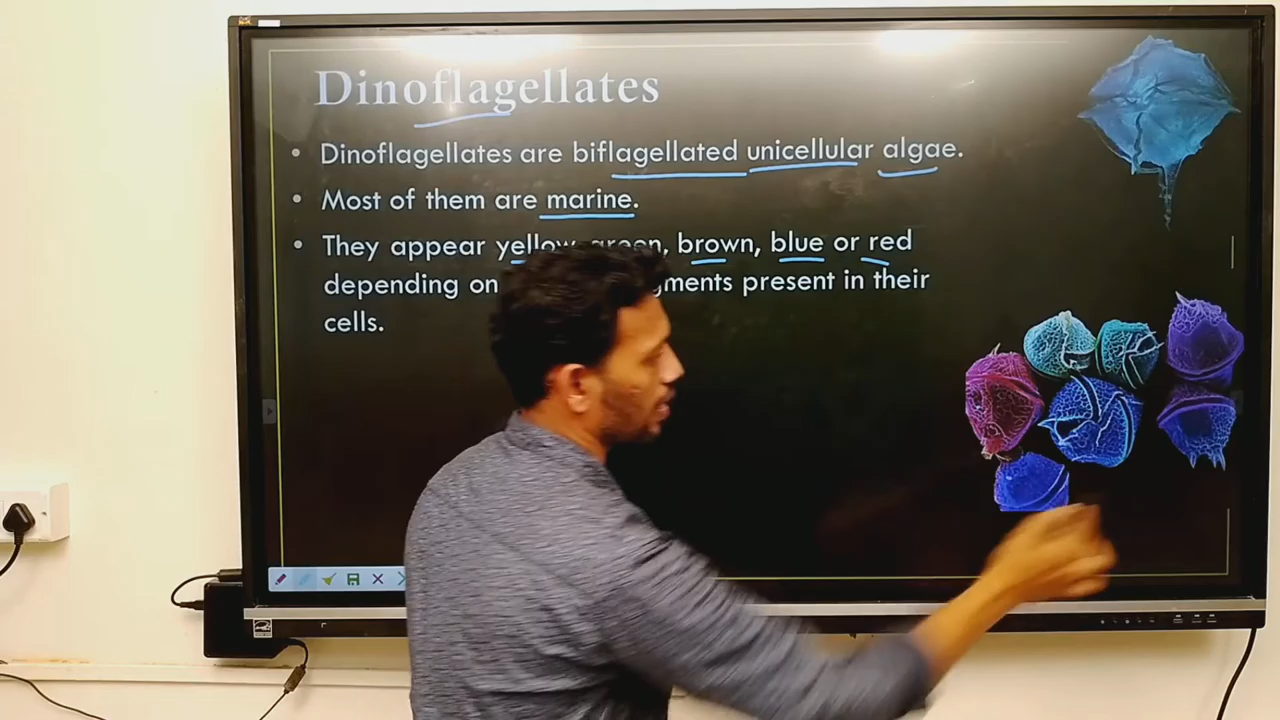 Dinoflagellates
• Dinoflagellates are biflagellated unicellular algae.
• Most of them are marine.
• They appear yellow, green, brown, blue or red
depending on pigments present in their
cells.